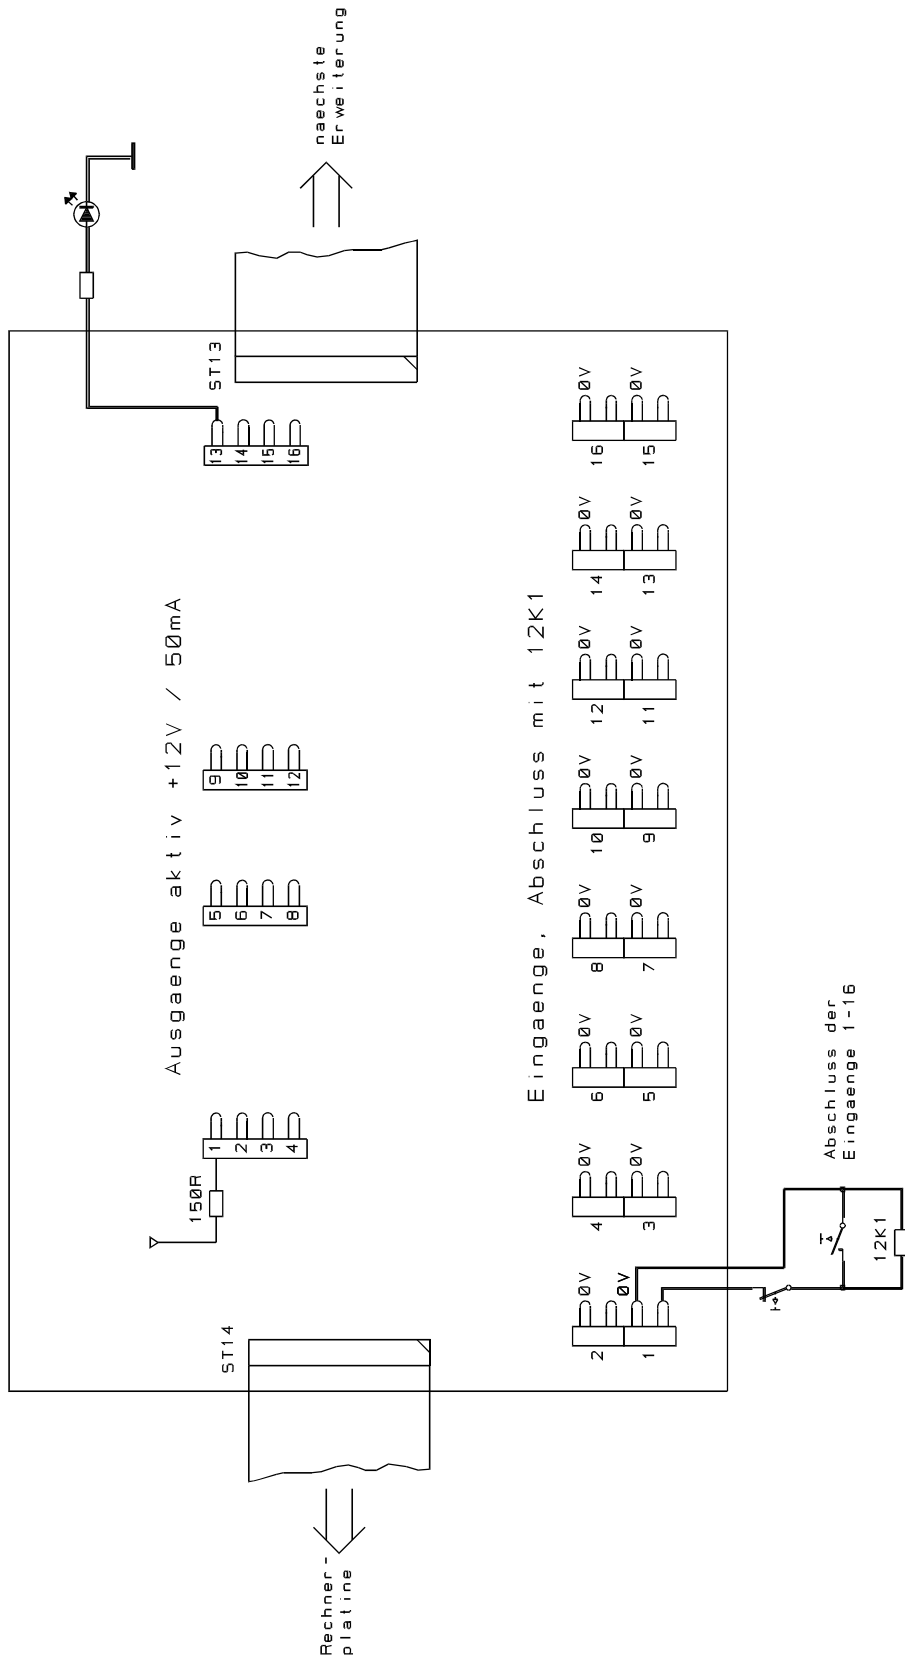 Rechner-
platine
naechste
Erweiterung
ST14
ST13
150R
1
2
3
4
5
6
7
8
9
10
11
12
13
14
15
16
Ausgaenge aktiv +12V / 50mA
Eingaenge, Abschluss mit 12K1
2 0V
1 0V
4 0V
3 0V
6 0V
5 0V
8 0V
7 0V
10 0V
9 0V
12 0V
11 0V
14 0V
13 0V
16 0V
15 0V
12K1
Abschluss der
Eingaenge 1-16